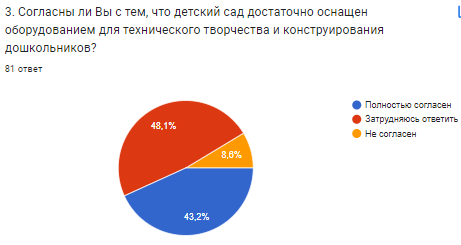 3. Согласны ли Вы с тем, что детский сад достаточно оснащен
оборудованием для технического творчества и конструирования
дошкольников?
81 ответ
48,1%
8,6%
43,2%
Полностью согласен
Затрудняюсь ответить
Не согласен